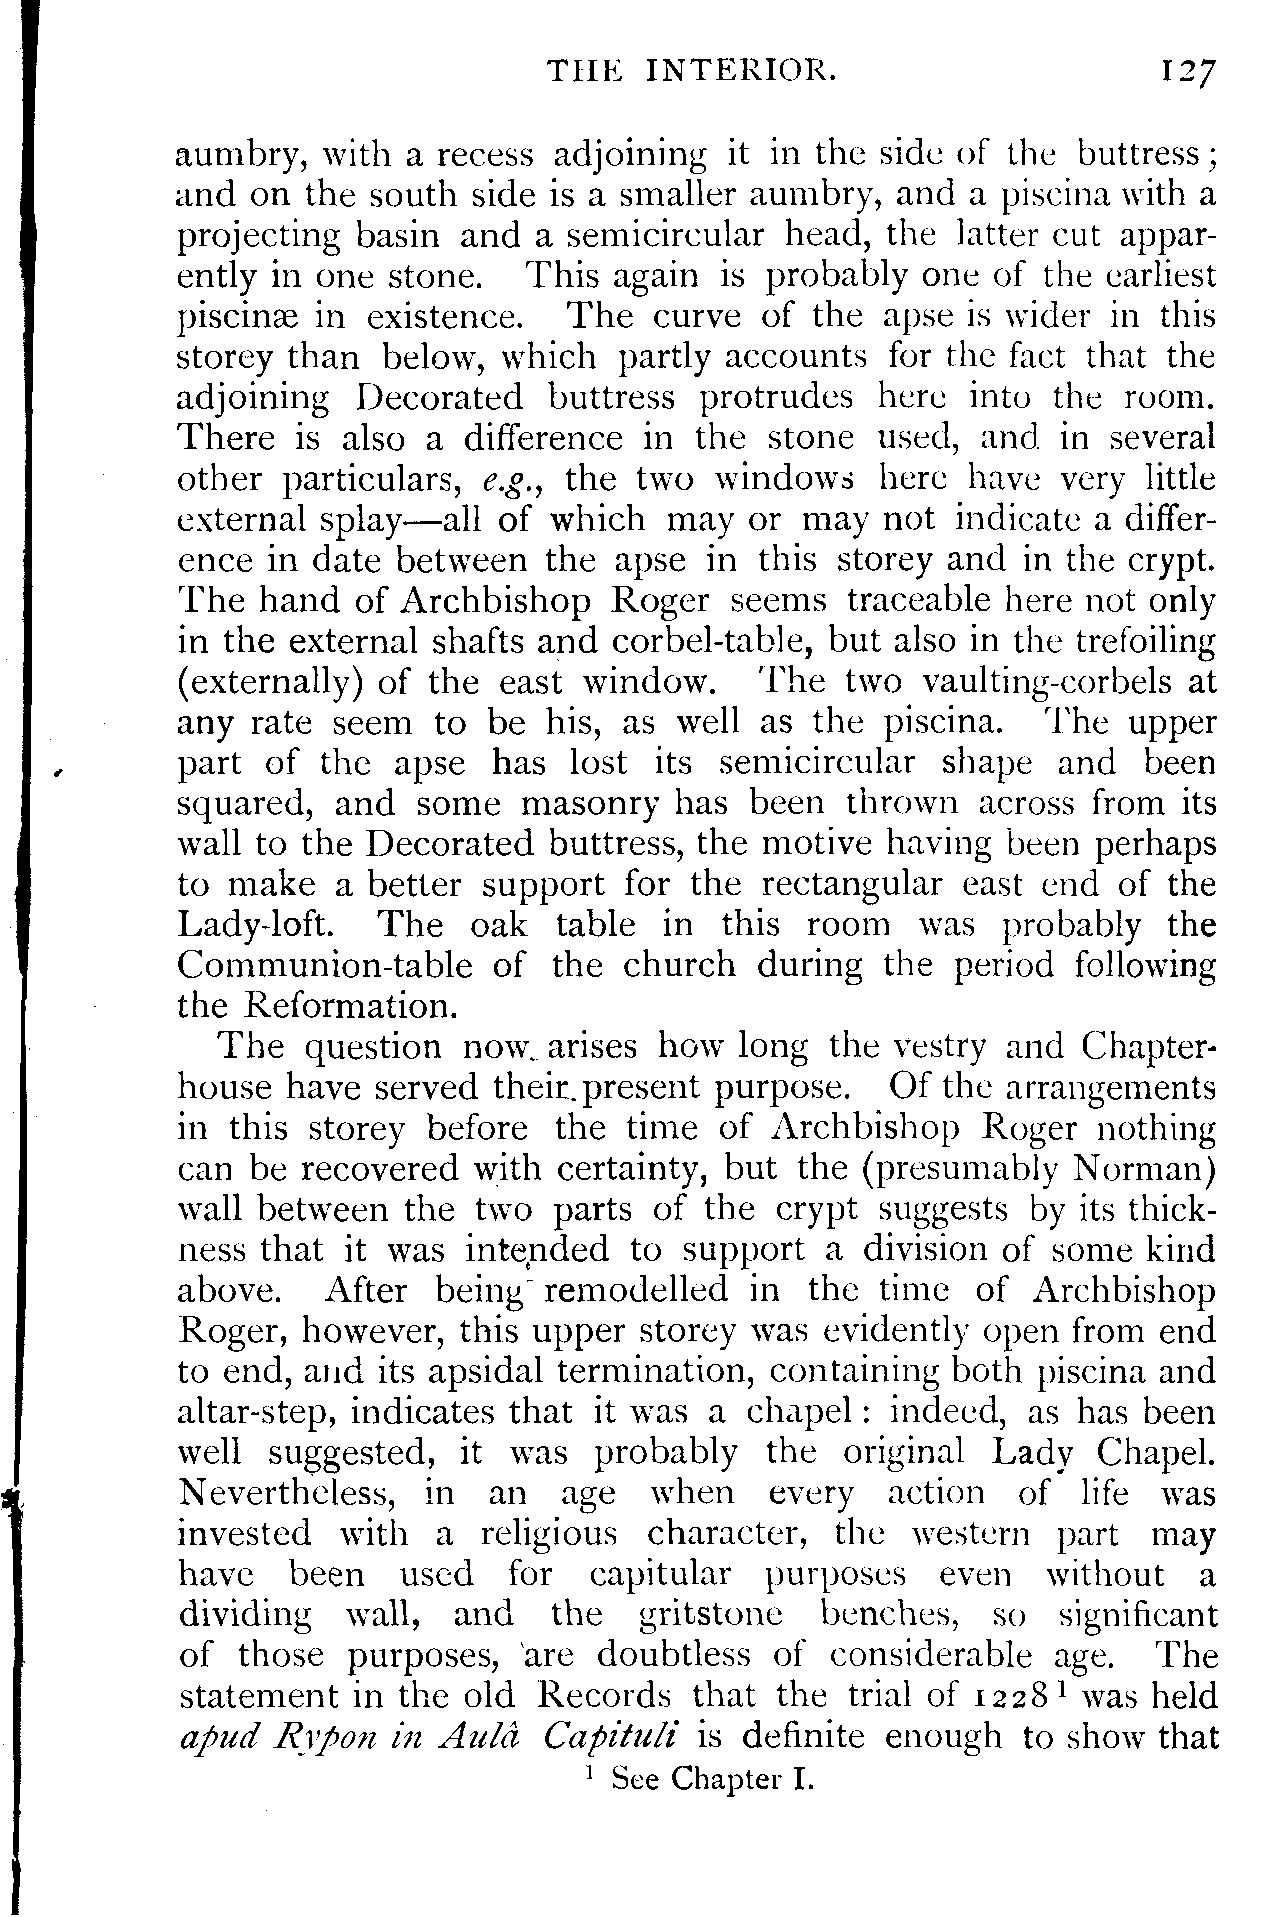 THE INTERIOR. 127
aumbry, with a recess adjoining it in the side of the buttress;
and on the south side is a smaller aumbry, and a piscina with a
projecting basin and a semicircular head, the latter cut appar-
ently in one stone. This again is probably one of the earliest
piscinæ in existence. The curve of the apse is wider in this
storey than below, which partly accounts for the fact that the
adjoining Decorated buttress protrudes here into the room.
There is also a difference in the stone used, and in several
other particulars, e.g., the two windows here have very little
external splay—all of which may or may not indicate a differ-
ence in date between the apse in this storey and in the crypt.
The hand of Archbishop Roger seems traceable here not only
in the external shafts and corbel-table, but also in the trefoiling
(externally) of the east window. The two vaulting-corbels at
any rate seem to be his, as well as the piscina. The upper
part of the apse has lost its semicircular shape and been
squared, and some masonry has been thrown across from its
wall to the Decorated buttress, the motive having been perhaps
to make a better support for the rectangular east end of the
Lady-loft. The oak table in this room was probably the
Communion-table of the church during the period following
the Reformation.
The question now arises how long the vestry and Chapter-
house have served their present purpose. Of the arrangements
in this storey before the time of Archbishop Roger nothing
can be recovered with certainty, but the (presumably Norman)
wall between the two parts of the crypt suggests by its thick-
ness that it was intended to support a division of some kind
above. After being remodelled in the time of Archbishop
Roger, however, this upper storey was evidently open from end
to end, and its apsidal termination, containing both piscina and
altar-step, indicates that it was a chapel: indeed, as has been
well suggested, it was probably the original Lady Chapel.
Nevertheless, in an age when every action of life was
invested with a religious character, the western part may
have been used for capitular purposes even without a
dividing wall, and the gritstone benches, so significant
of those purposes, are doubtless of considerable age. The
statement in the old Records that the trial of 1228 ¹ was held
apud Rypon in Aulâ Capituli is definite enough to show that
¹ See Chapter I.